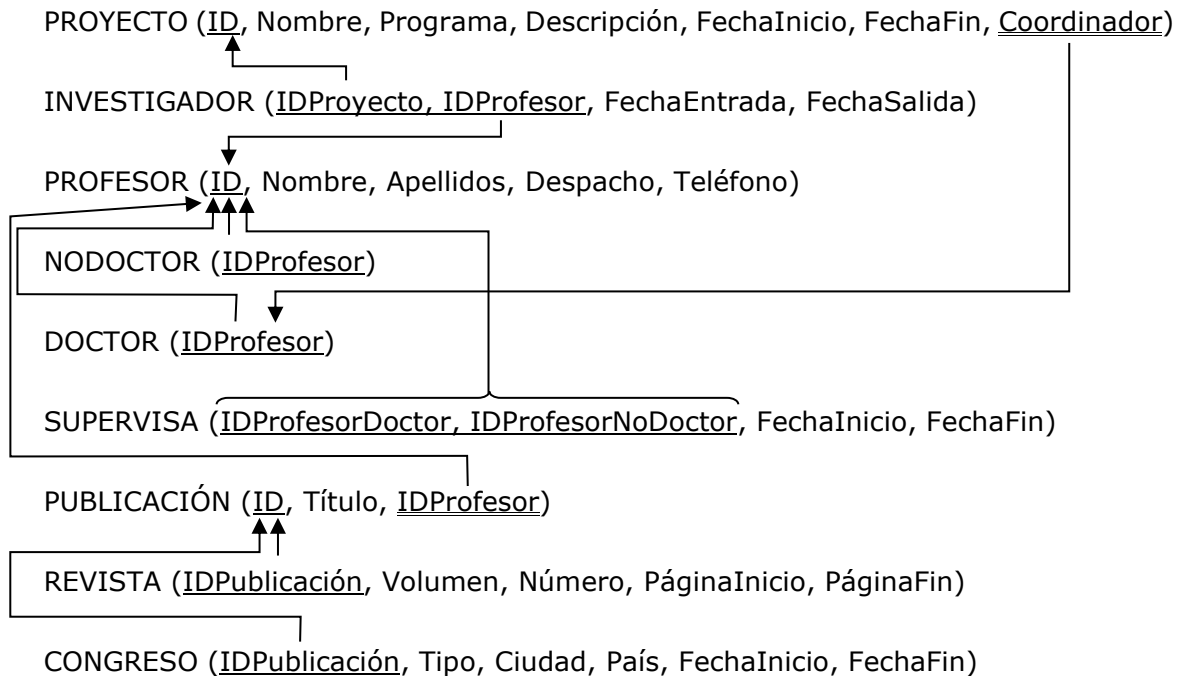 PROYECTO (ID, Nombre, Programa, Descripción, FechaInicio, FechaFin, Coordinador)
INVESTIGADOR (IDProyecto, IDProfesor, FechaEntrada, FechaSalida)
PROFESOR (ID, Nombre, Apellidos, Despacho, Teléfono)
NODOCTOR (IDProfesor)
DOCTOR (IDProfesor)
SUPERVISA (IDProfesorDoctor, IDProfesorNoDoctor, FechaInicio, FechaFin)
PUBLICACIÓN (ID, Título, IDProfesor)
REVISTA (IDPublicación, Volumen, Número, PáginaInicio, PáginaFin)
CONGRESO (IDPublicación, Tipo, Ciudad, País, FechaInicio, FechaFin)